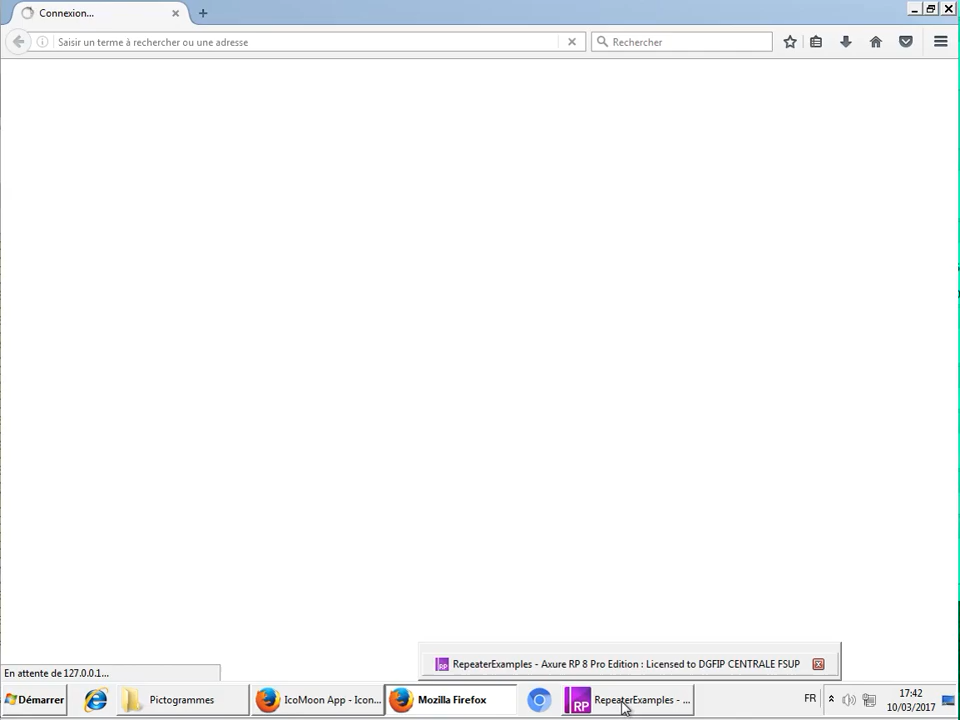 Connexion...
Saisir un terme à rechercher ou une adresse
Rechercher
En attente de 127.0.0.1...
RepeaterExamples - Axure RP 8 Pro Edition : Licensed to DGFIP CENTRALE FSUP
Démarrer
Pictogrammes
IcoMoon App - Icon...
Mozilla Firefox
RP
RepeaterExamples - ...
FR
17:42
10/03/2017